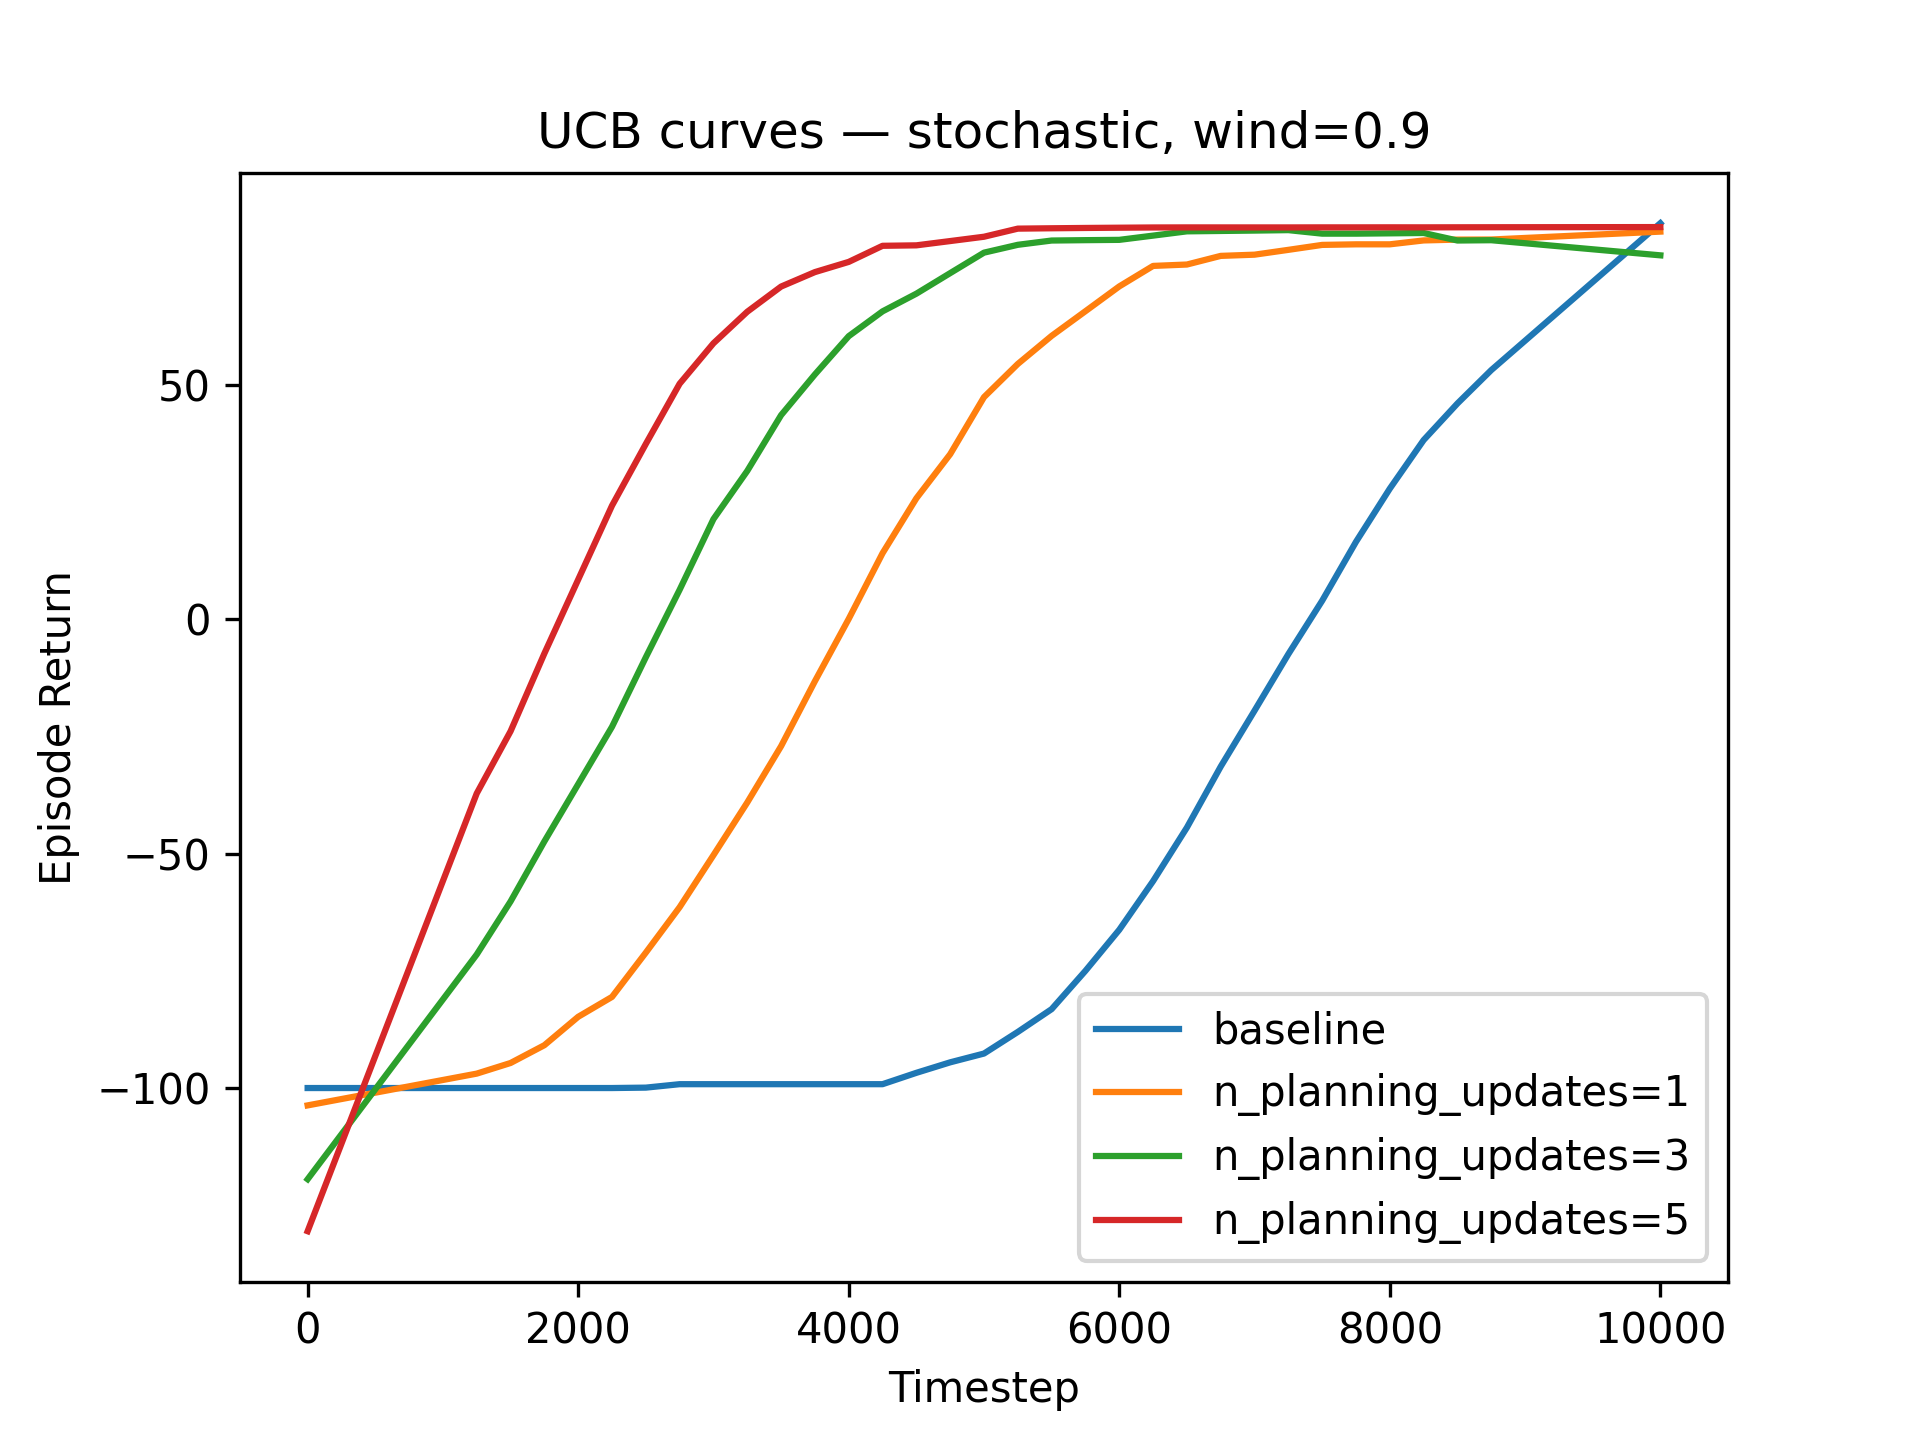 UCB curves — stochastic, wind=0.9
Episode Return
50
0
−50
−100
baseline
n_planning_updates=1
n_planning_updates=3
n_planning_updates=5
0 2000 4000 6000 8000 10000
Timestep